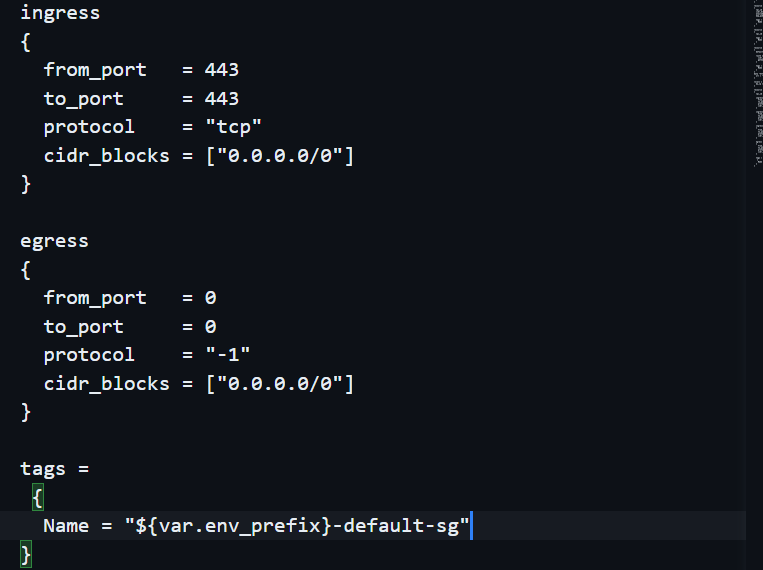 ingress
{
  from_port   = 443
  to_port     = 443
  protocol    = "tcp"
  cidr_blocks = ["0.0.0.0/0"]
}

egress
{
  from_port   = 0
  to_port     = 0
  protocol    = "-1"
  cidr_blocks = ["0.0.0.0/0"]
}

tags =
 {
  Name = "${var.env_prefix}-default-sg"
}